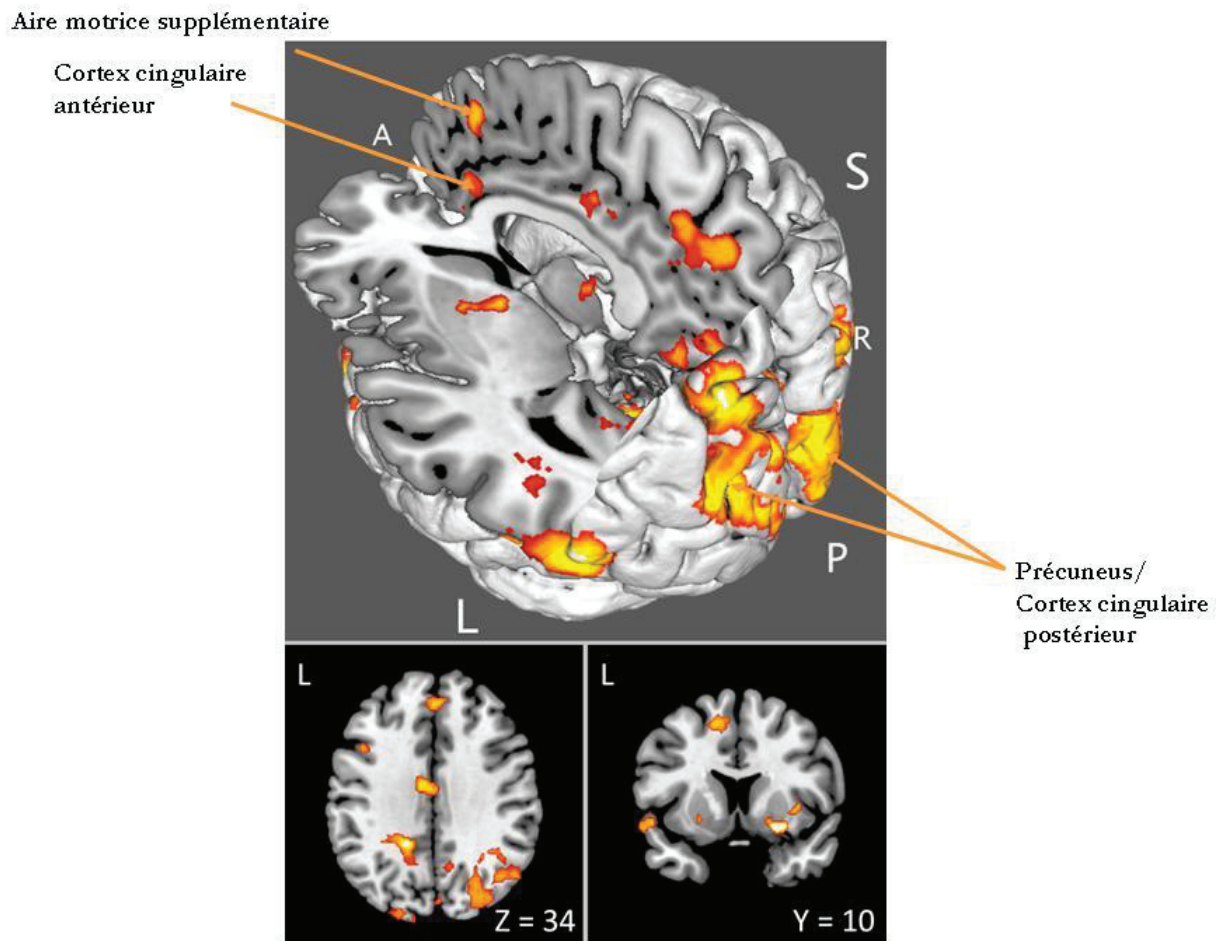 Aire motrice supplémentaire
Cortex cingulaire
antérieur
A
S
R
P
L
Précuneus/
Cortex cingulaire
postérieur
L
Z = 34
L
Y = 10